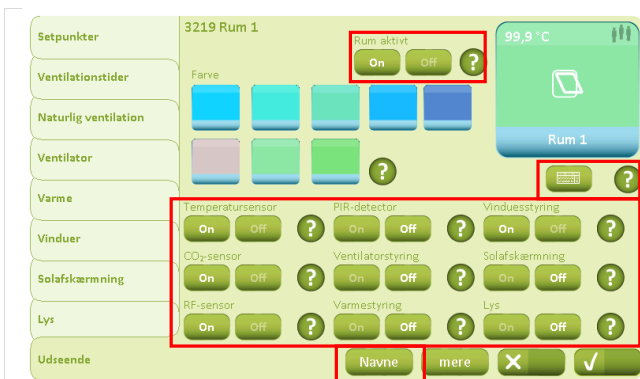 Setpunkter
Ventilationstider
Naturlig ventilation
Ventilator
Varme
Vinduer
Solafskærmning
Lys
Udseende
3219 Rum 1
Rum aktivt
On Off ?
Farve
?
99,9 °C
Rum 1
?
Temperatursensor PIR-detector Vinduesstyring
On Off ? On Off ? On Off ?
CO₂-sensor Ventilatorstyring Solafskærmning
On Off ? On Off ? On Off ?
RF-sensor Varmestyring Lys
On Off ? On Off ? On Off ?
Navne mere